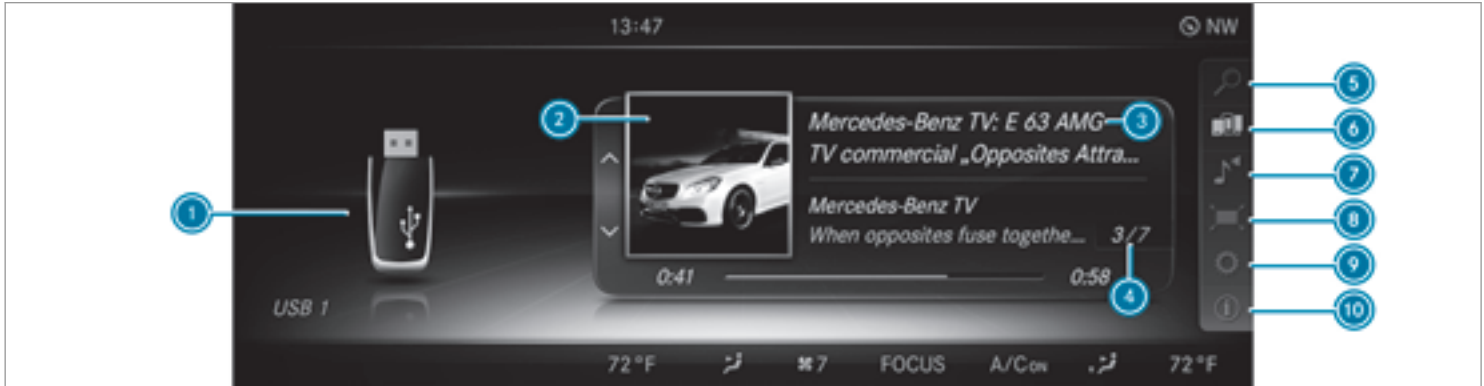 13:47
NW
5
2
Mercedes-Benz TV: E 63 AMG
3
6
TV commercial „Opposites Attra...
7
1
Mercedes-Benz TV
8
When opposites fuse togethe... 3/7
9
0:41
0:58
4
USB 1
i
10
72°F
7
FOCUS
A/C ON
72°F